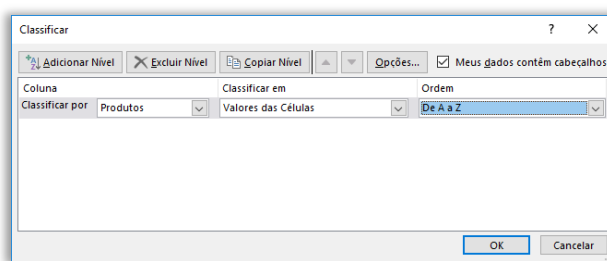 Classificar ? X
Adicionar Nível Excluir Nível Copiar Nível Opções... Meus dados contêm cabeçalhos
Coluna Classificar em Ordem
Classificar por Produtos Valores das Células De A a Z
OK Cancelar